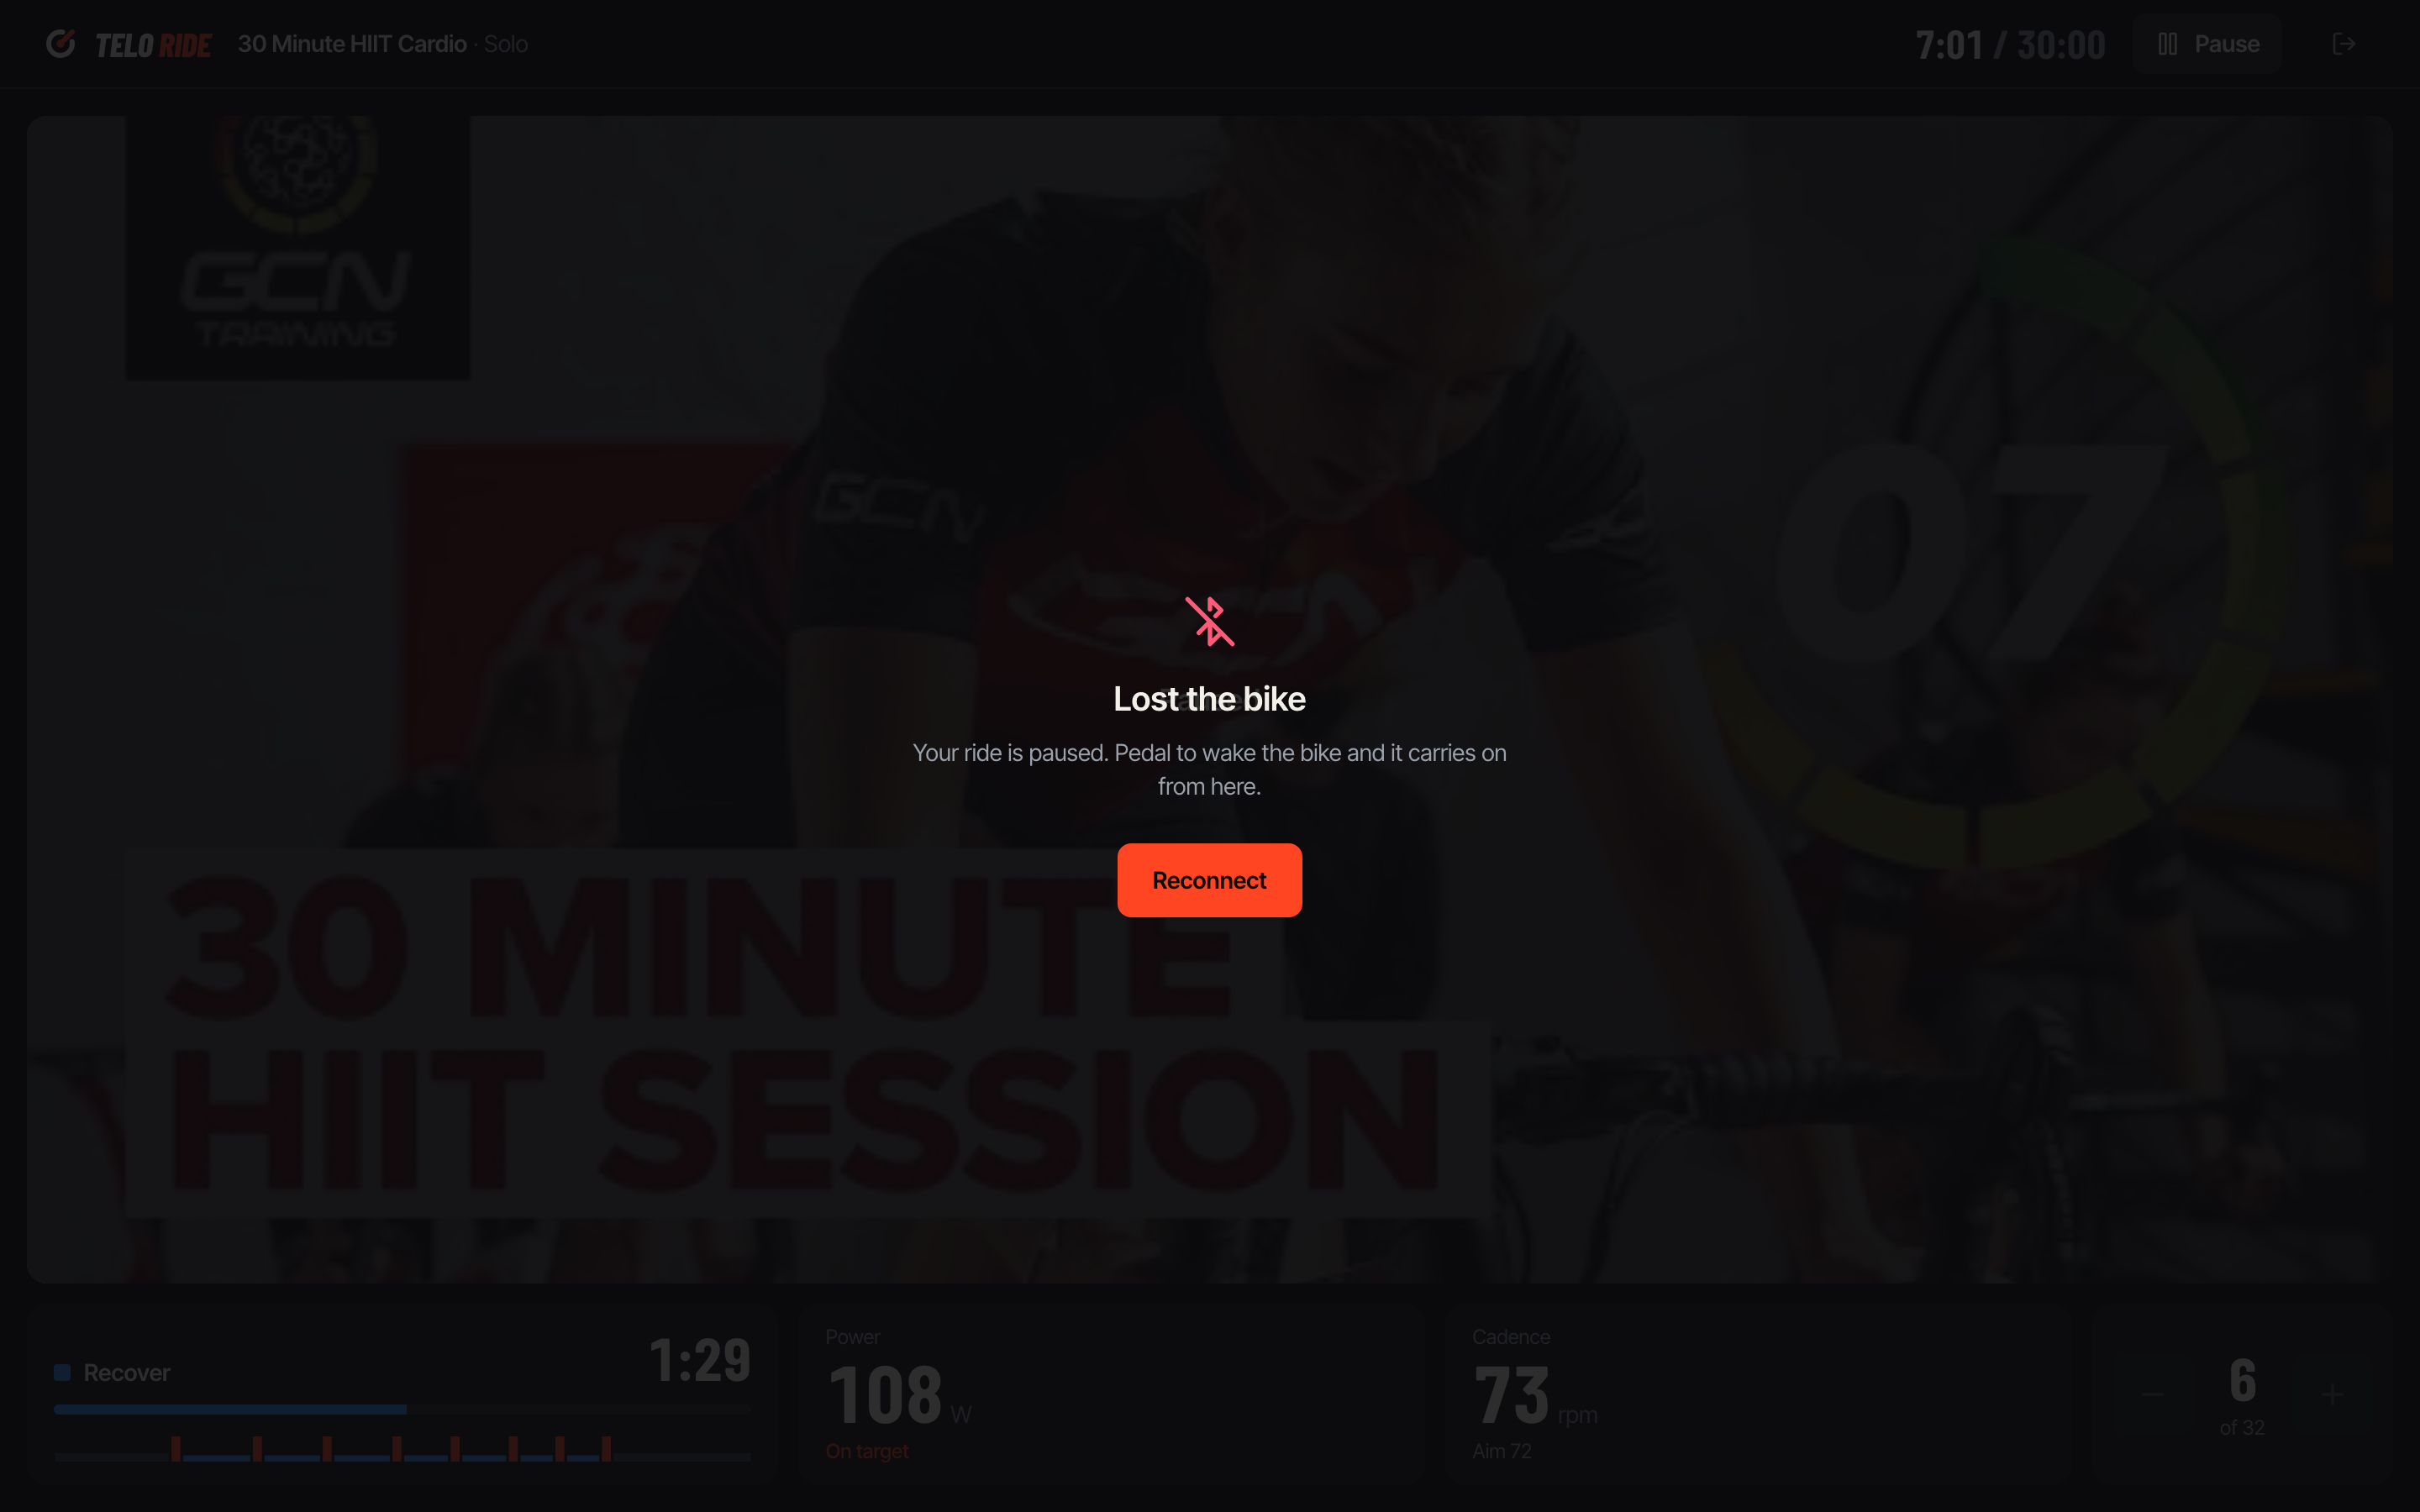 TELO RIDE 30 Minute HIIT Cardio · Solo
7:01 / 30:00 Pause
GCN
TRAINING
GCN
07
Lost the bike
Your ride is paused. Pedal to wake the bike and it carries on
from here.
Reconnect
30 MINUTE
HIIT SESSION
Recover 1:29
Power
108 W
On target
Cadence
73 rpm
Aim 72
6
of 32